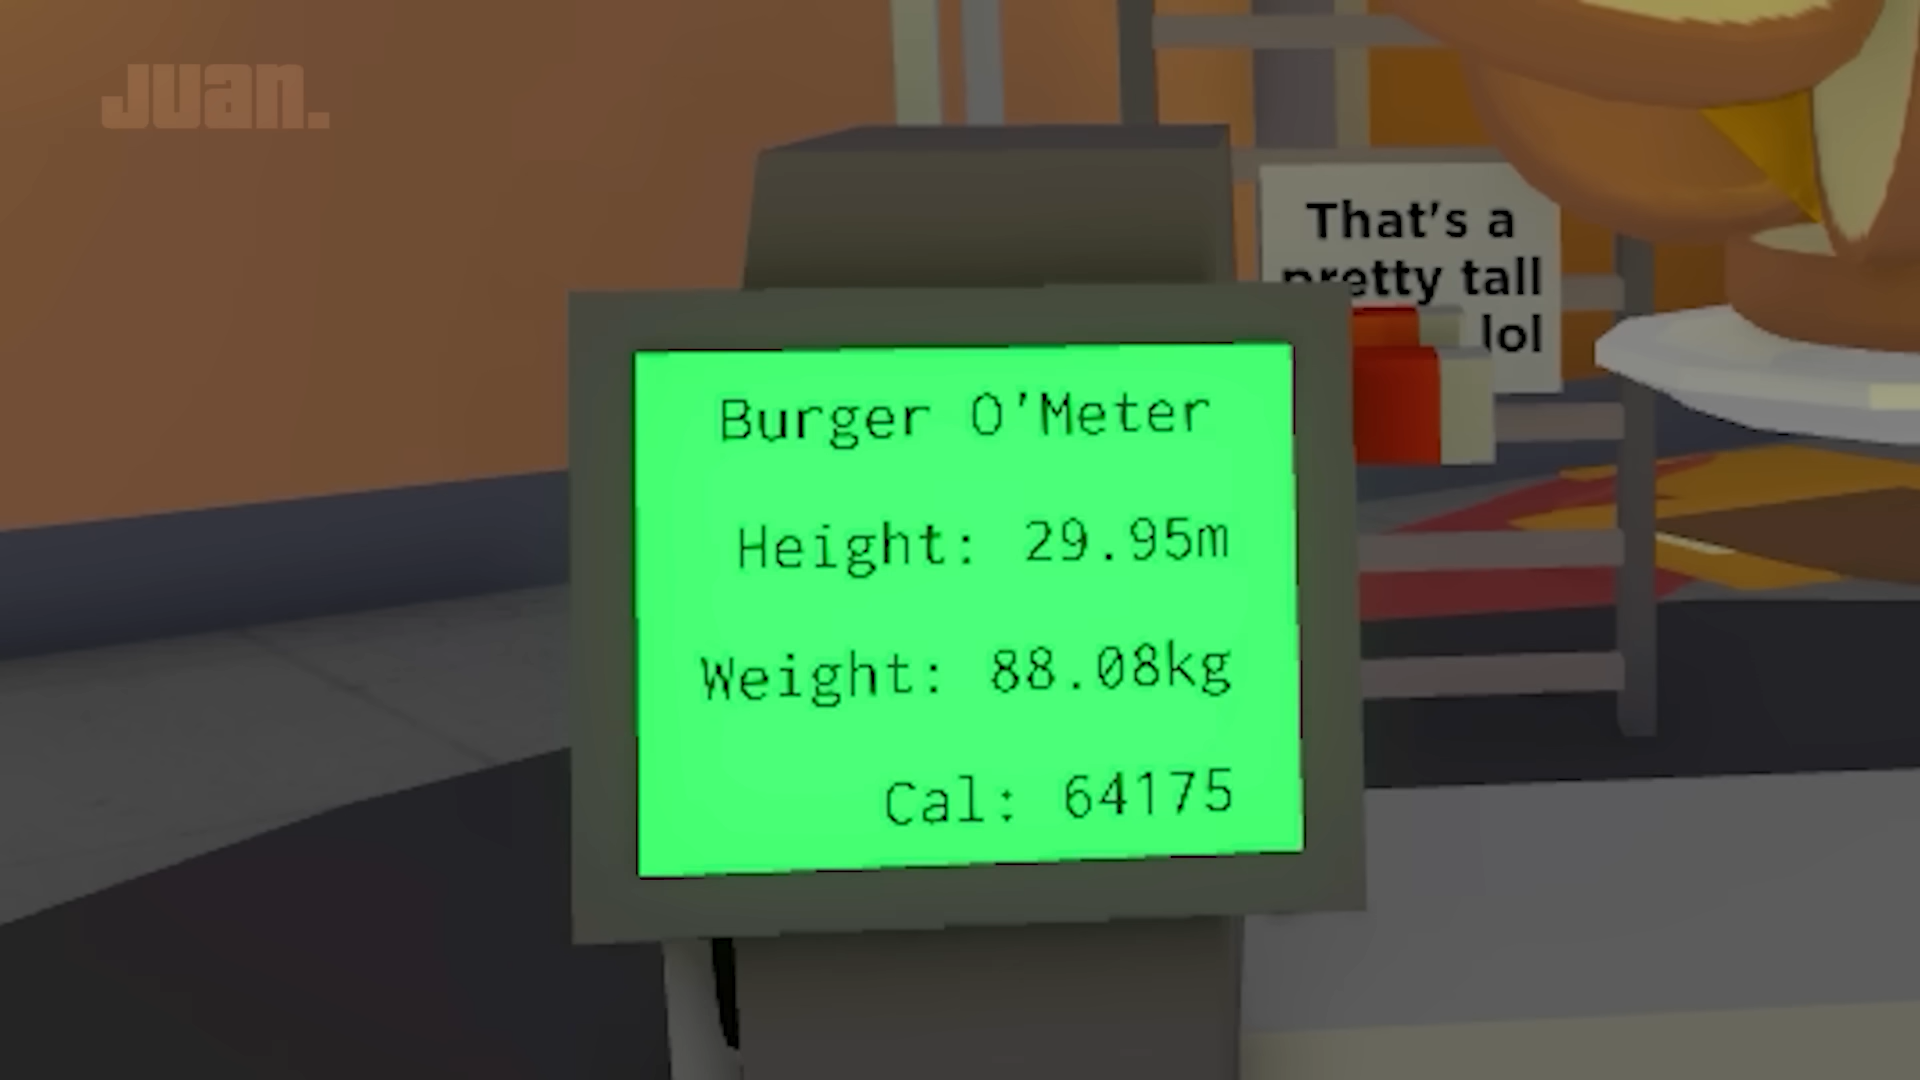 Juan.
That's a
pretty tall
lol
Burger O'Meter
Height: 29.95m
Weight: 88.08kg
Cal: 64175